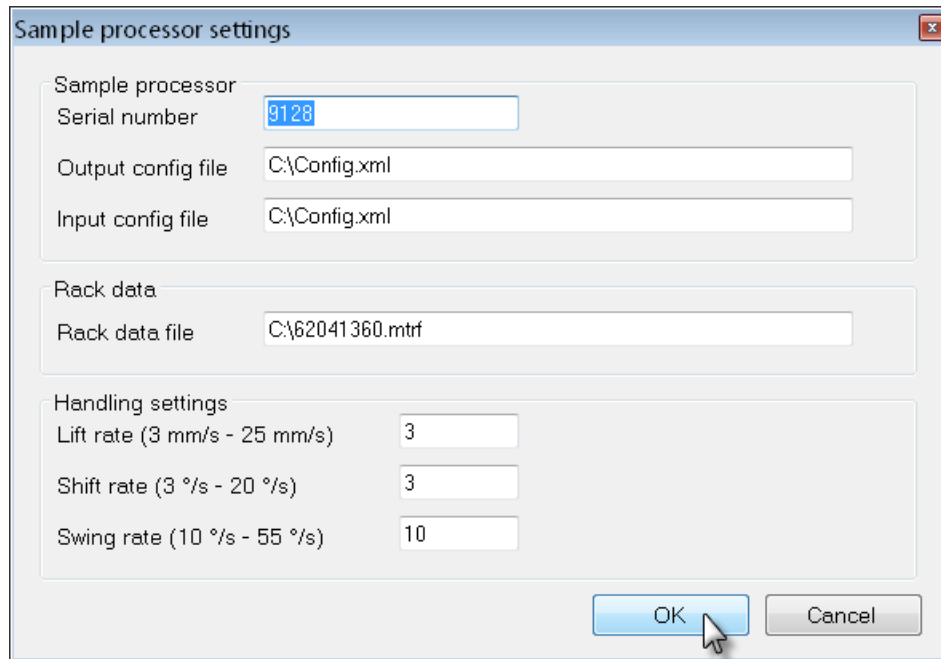 Sample processor settings
Sample processor
Serial number 9128
Output config file C:\Config.xml
Input config file C:\Config.xml
Rack data
Rack data file C:\62041360.mtrf
Handling settings
Lift rate (3 mm/s - 25 mm/s) 3
Shift rate (3 °/s - 20 °/s) 3
Swing rate (10 °/s - 55 °/s) 10
OK Cancel